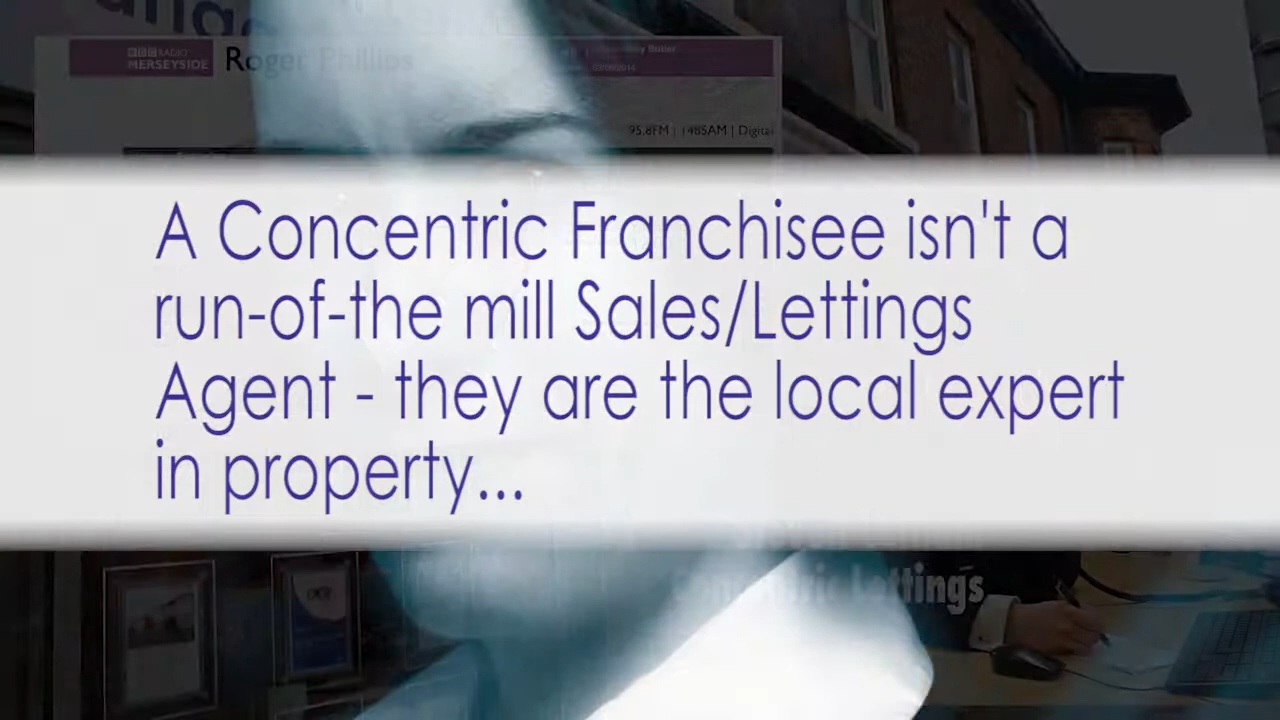 BBC RADIO
MERSEYSIDE
Roger Phillips
95.8FM | 1485AM | Digital
A Concentric Franchisee isn't a
run-of-the mill Sales/Lettings
Agent - they are the local expert
in property...
Concentric Lettings